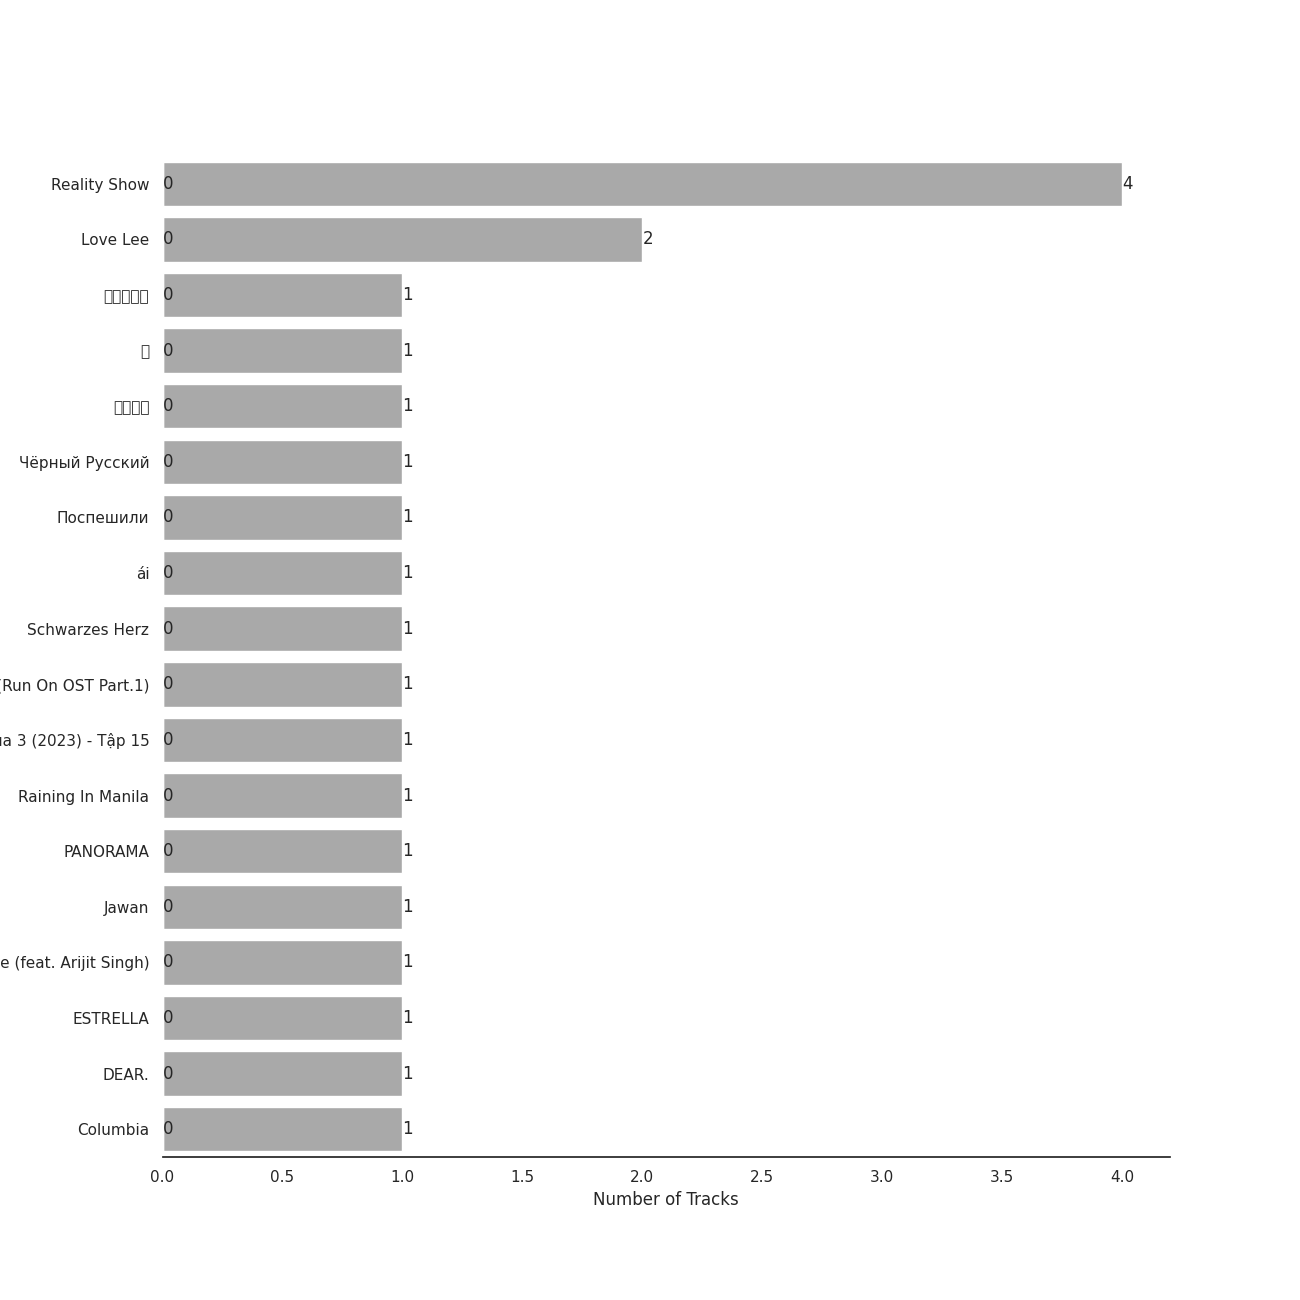 Reality Show 0 4
Love Lee 0 2
0 1
0 1
0 1
Чёрный Русский 0 1
Поспешили 0 1
ái 0 1
Schwarzes Herz 0 1
(Run On OST Part.1) 0 1
3 (2023) - Tập 15 0 1
Raining In Manila 0 1
PANORAMA 0 1
Jawan 0 1
(feat. Arijit Singh) 0 1
ESTRELLA 0 1
DEAR. 0 1
Columbia 0 1
0.0 0.5 1.0 1.5 2.0 2.5 3.0 3.5 4.0
Number of Tracks